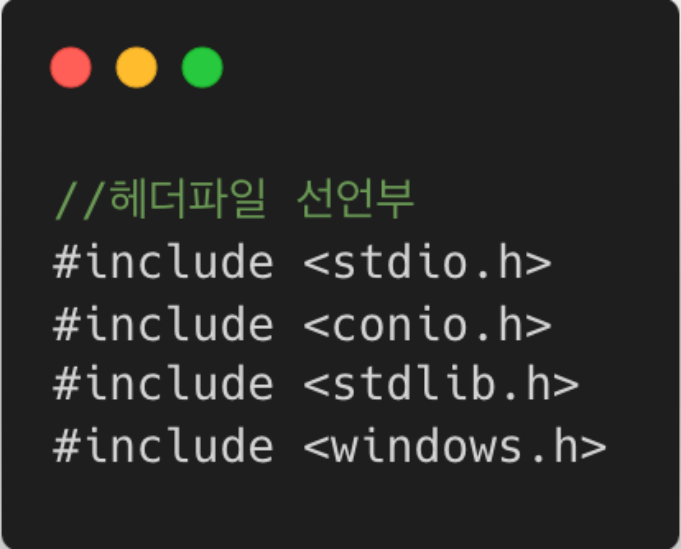 //헤더파일 선언부
#include <stdio.h>
#include <conio.h>
#include <stdlib.h>
#include <windows.h>